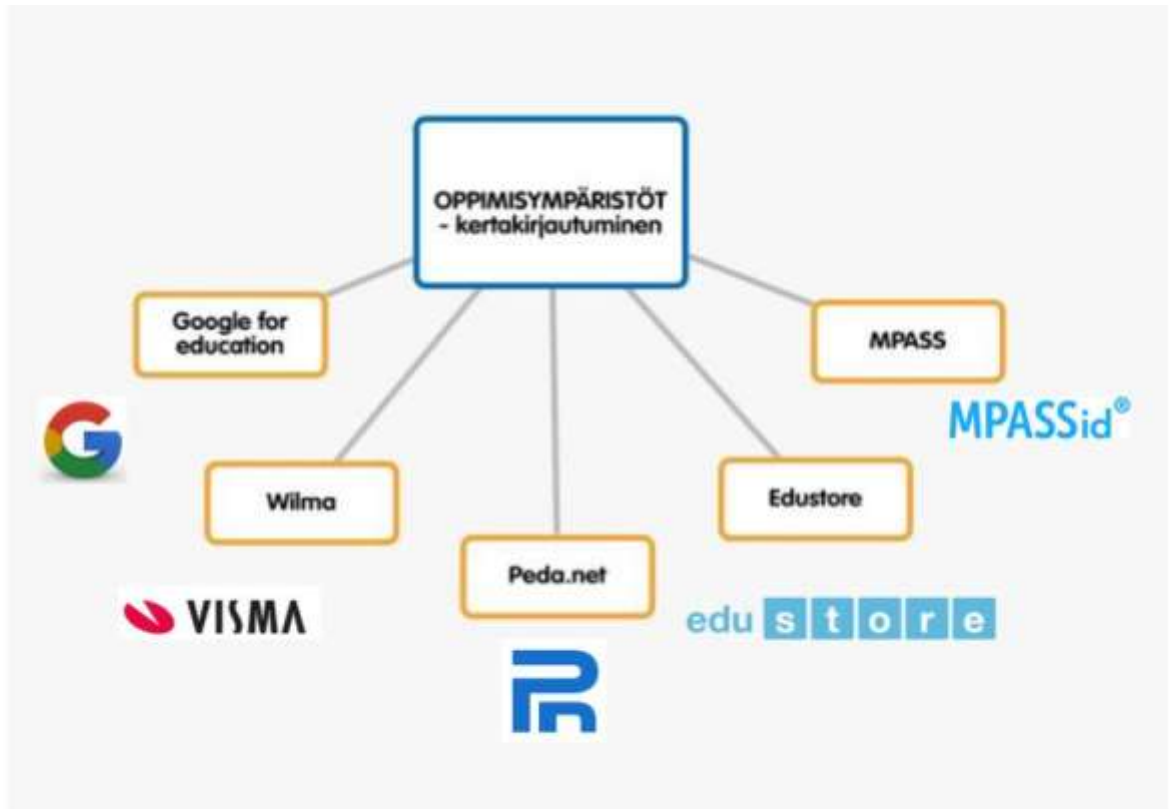 OPPIMISYMPÄRISTÖT
- kertakirjautuminen
Google for
education
MPASS
MPASSid®
Wilma
Edustore
Peda.net
VISMA
edu store